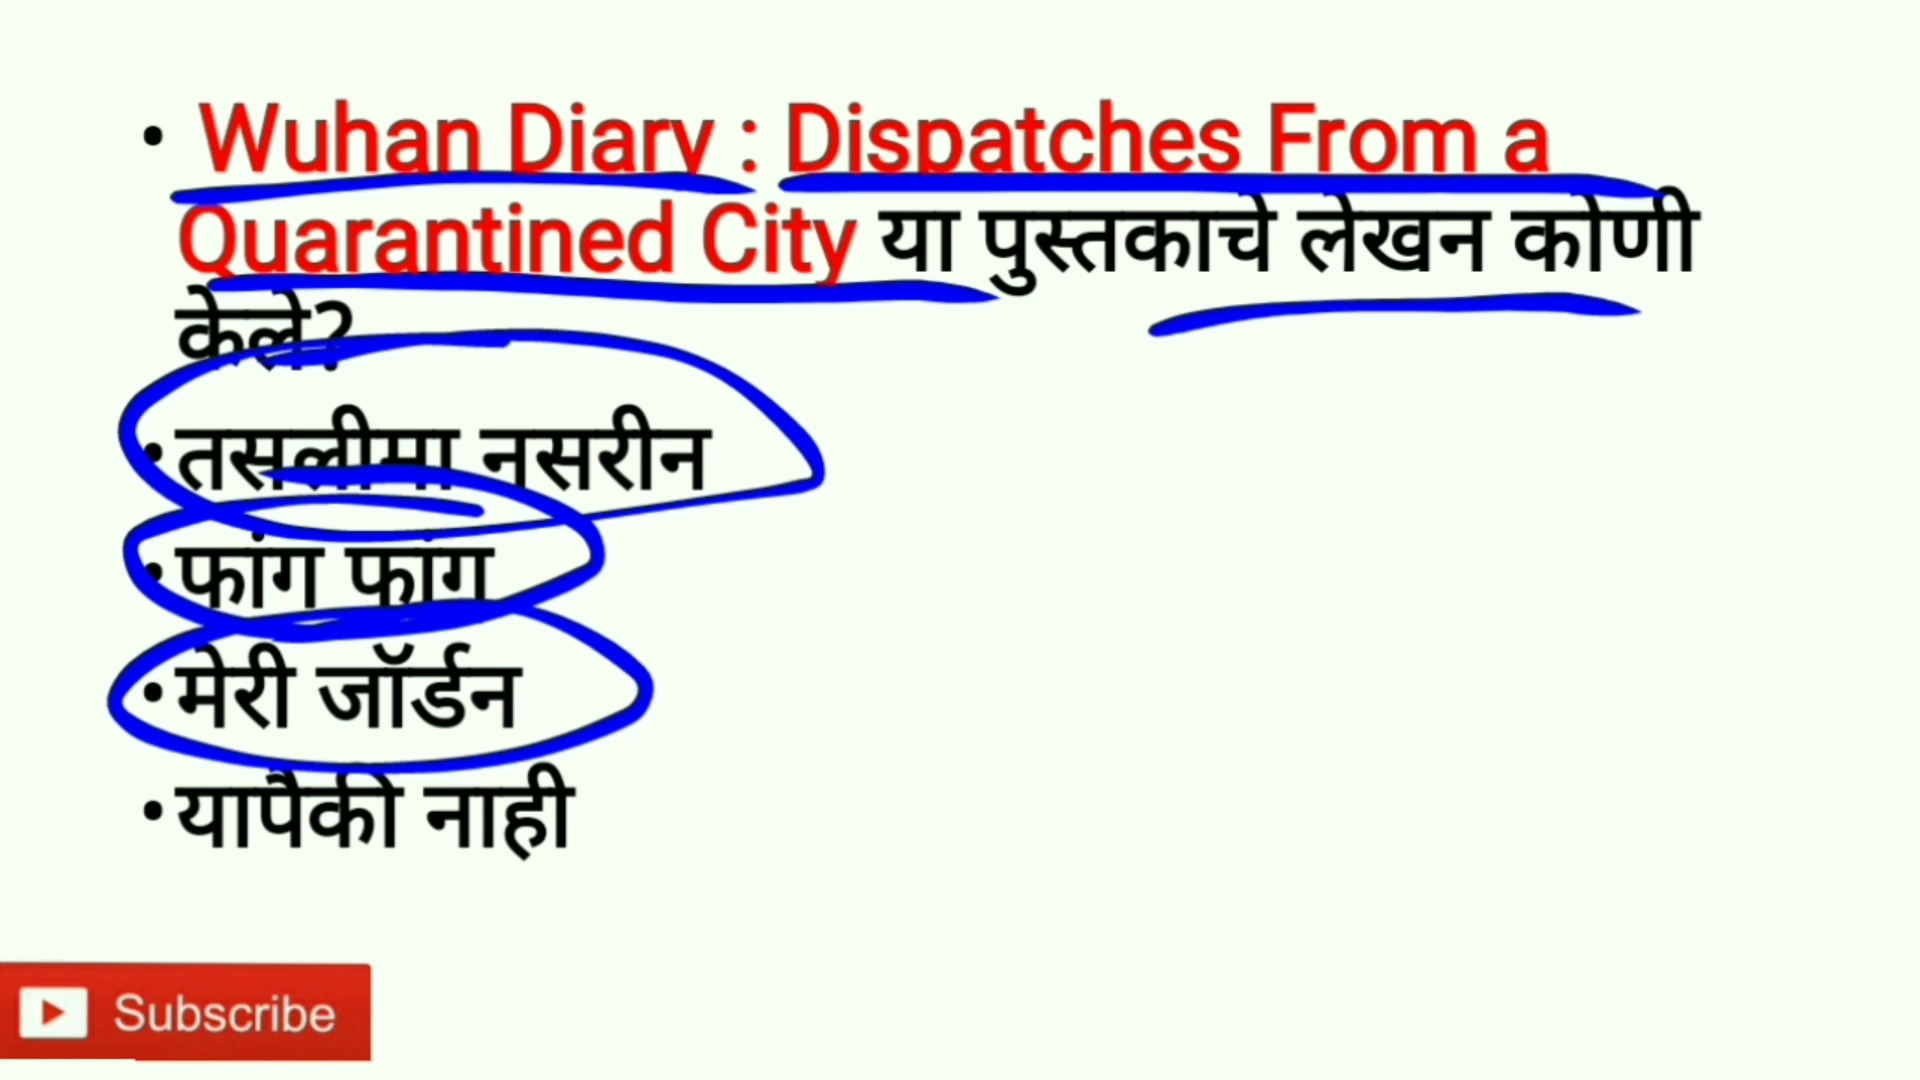 • Wuhan Diary : Dispatches From a
Quarantined City या पुस्तकाचे लेखन कोणी
केले?
• तसलीमा नसरीन
• फांग फांग
• मेरी जॉर्डन
• यापैकी नाही
Subscribe